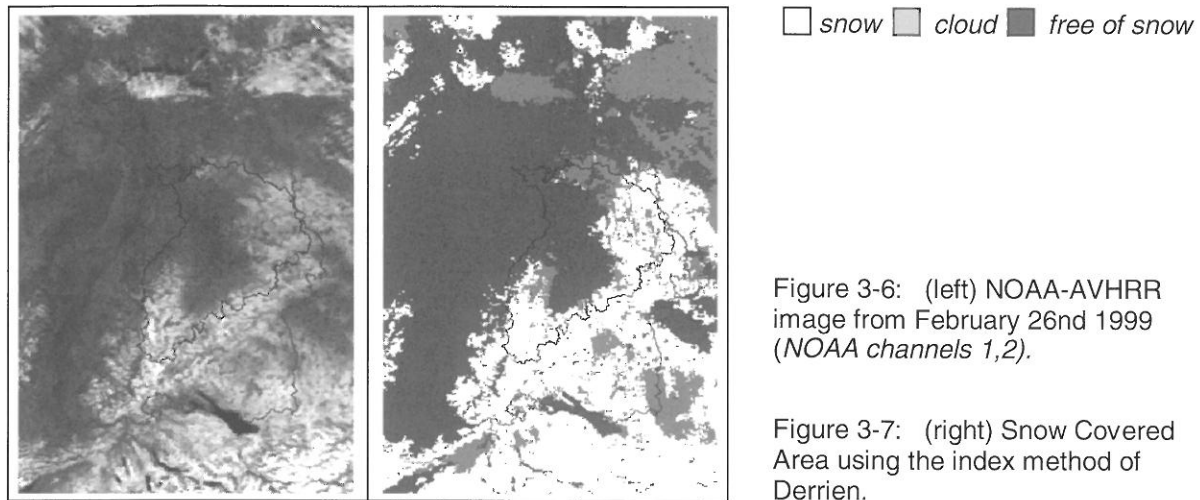 snow cloud free of snow
Figure 3-6: (left) NOAA-AVHRR
image from February 26nd 1999
(NOAA channels 1,2).
Figure 3-7: (right) Snow Covered
Area using the index method of
Derrien.